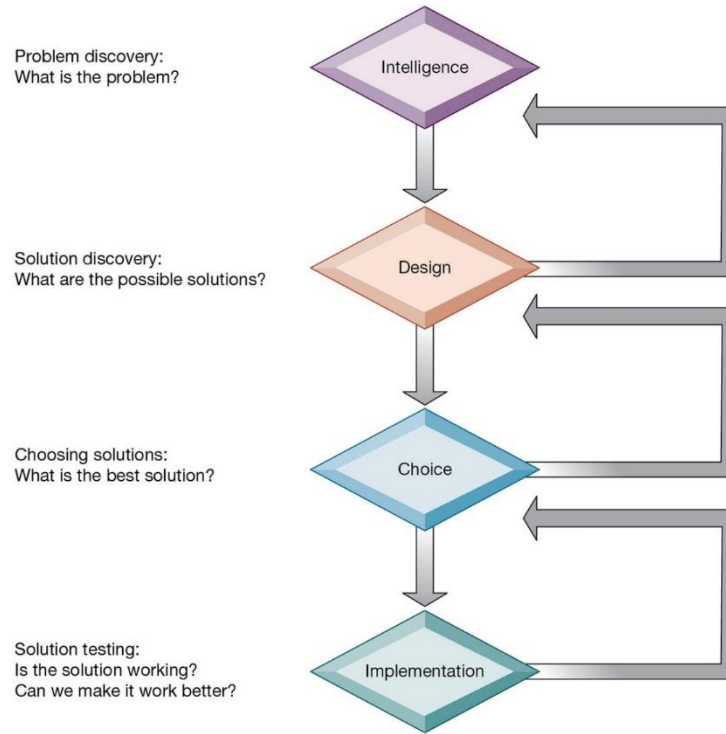 Problem discovery:
What is the problem?
Intelligence
Solution discovery:
What are the possible solutions?
Design
Choosing solutions:
What is the best solution?
Choice
Solution testing:
Is the solution working?
Can we make it work better?
Implementation